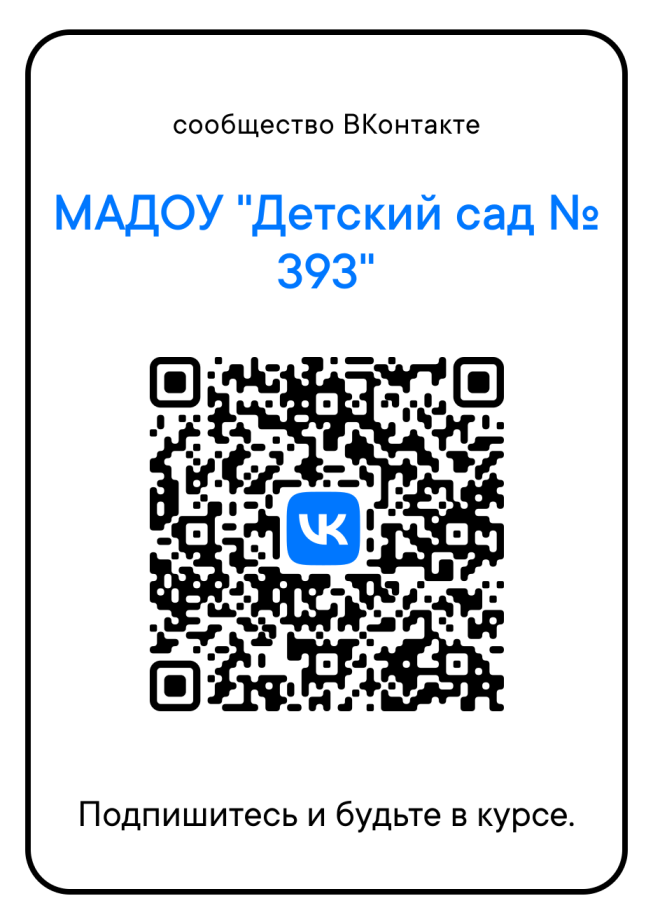 сообщество ВКонтакте
МАДОУ "Детский сад №
393"
Подпишитесь и будьте в курсе.